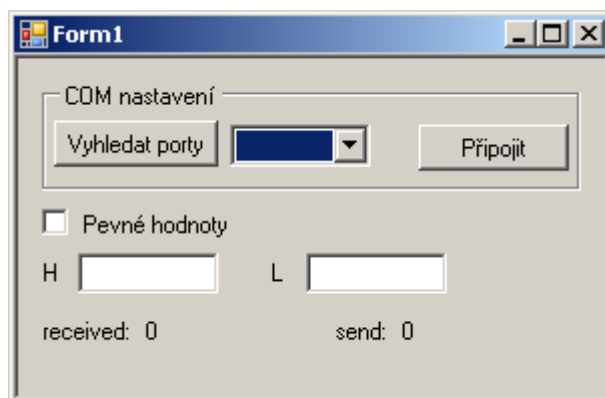 Form1
COM nastavení
Vyhledat porty Připojit
Pevné hodnoty
H L
received: 0 send: 0